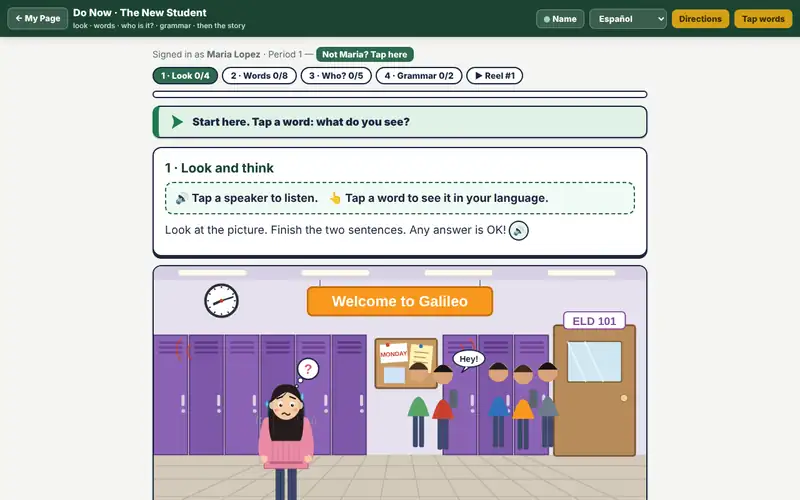 ← My Page
Do Now · The New Student
look · words · who is it? · grammar · then the story
Name
Español
Directions
Tap words
Signed in as Maria Lopez · Period 1 —
Not Maria? Tap here
1 · Look 0/4
2 · Words 0/8
3 · Who? 0/5
4 · Grammar 0/2
▶ Reel #1
Start here. Tap a word: what do you see?
1 · Look and think
🔊 Tap a speaker to listen. 👆 Tap a word to see it in your language.
Look at the picture. Finish the two sentences. Any answer is OK! 🔊
Welcome to Galileo
ELD 101
MONDAY
Hey!
?